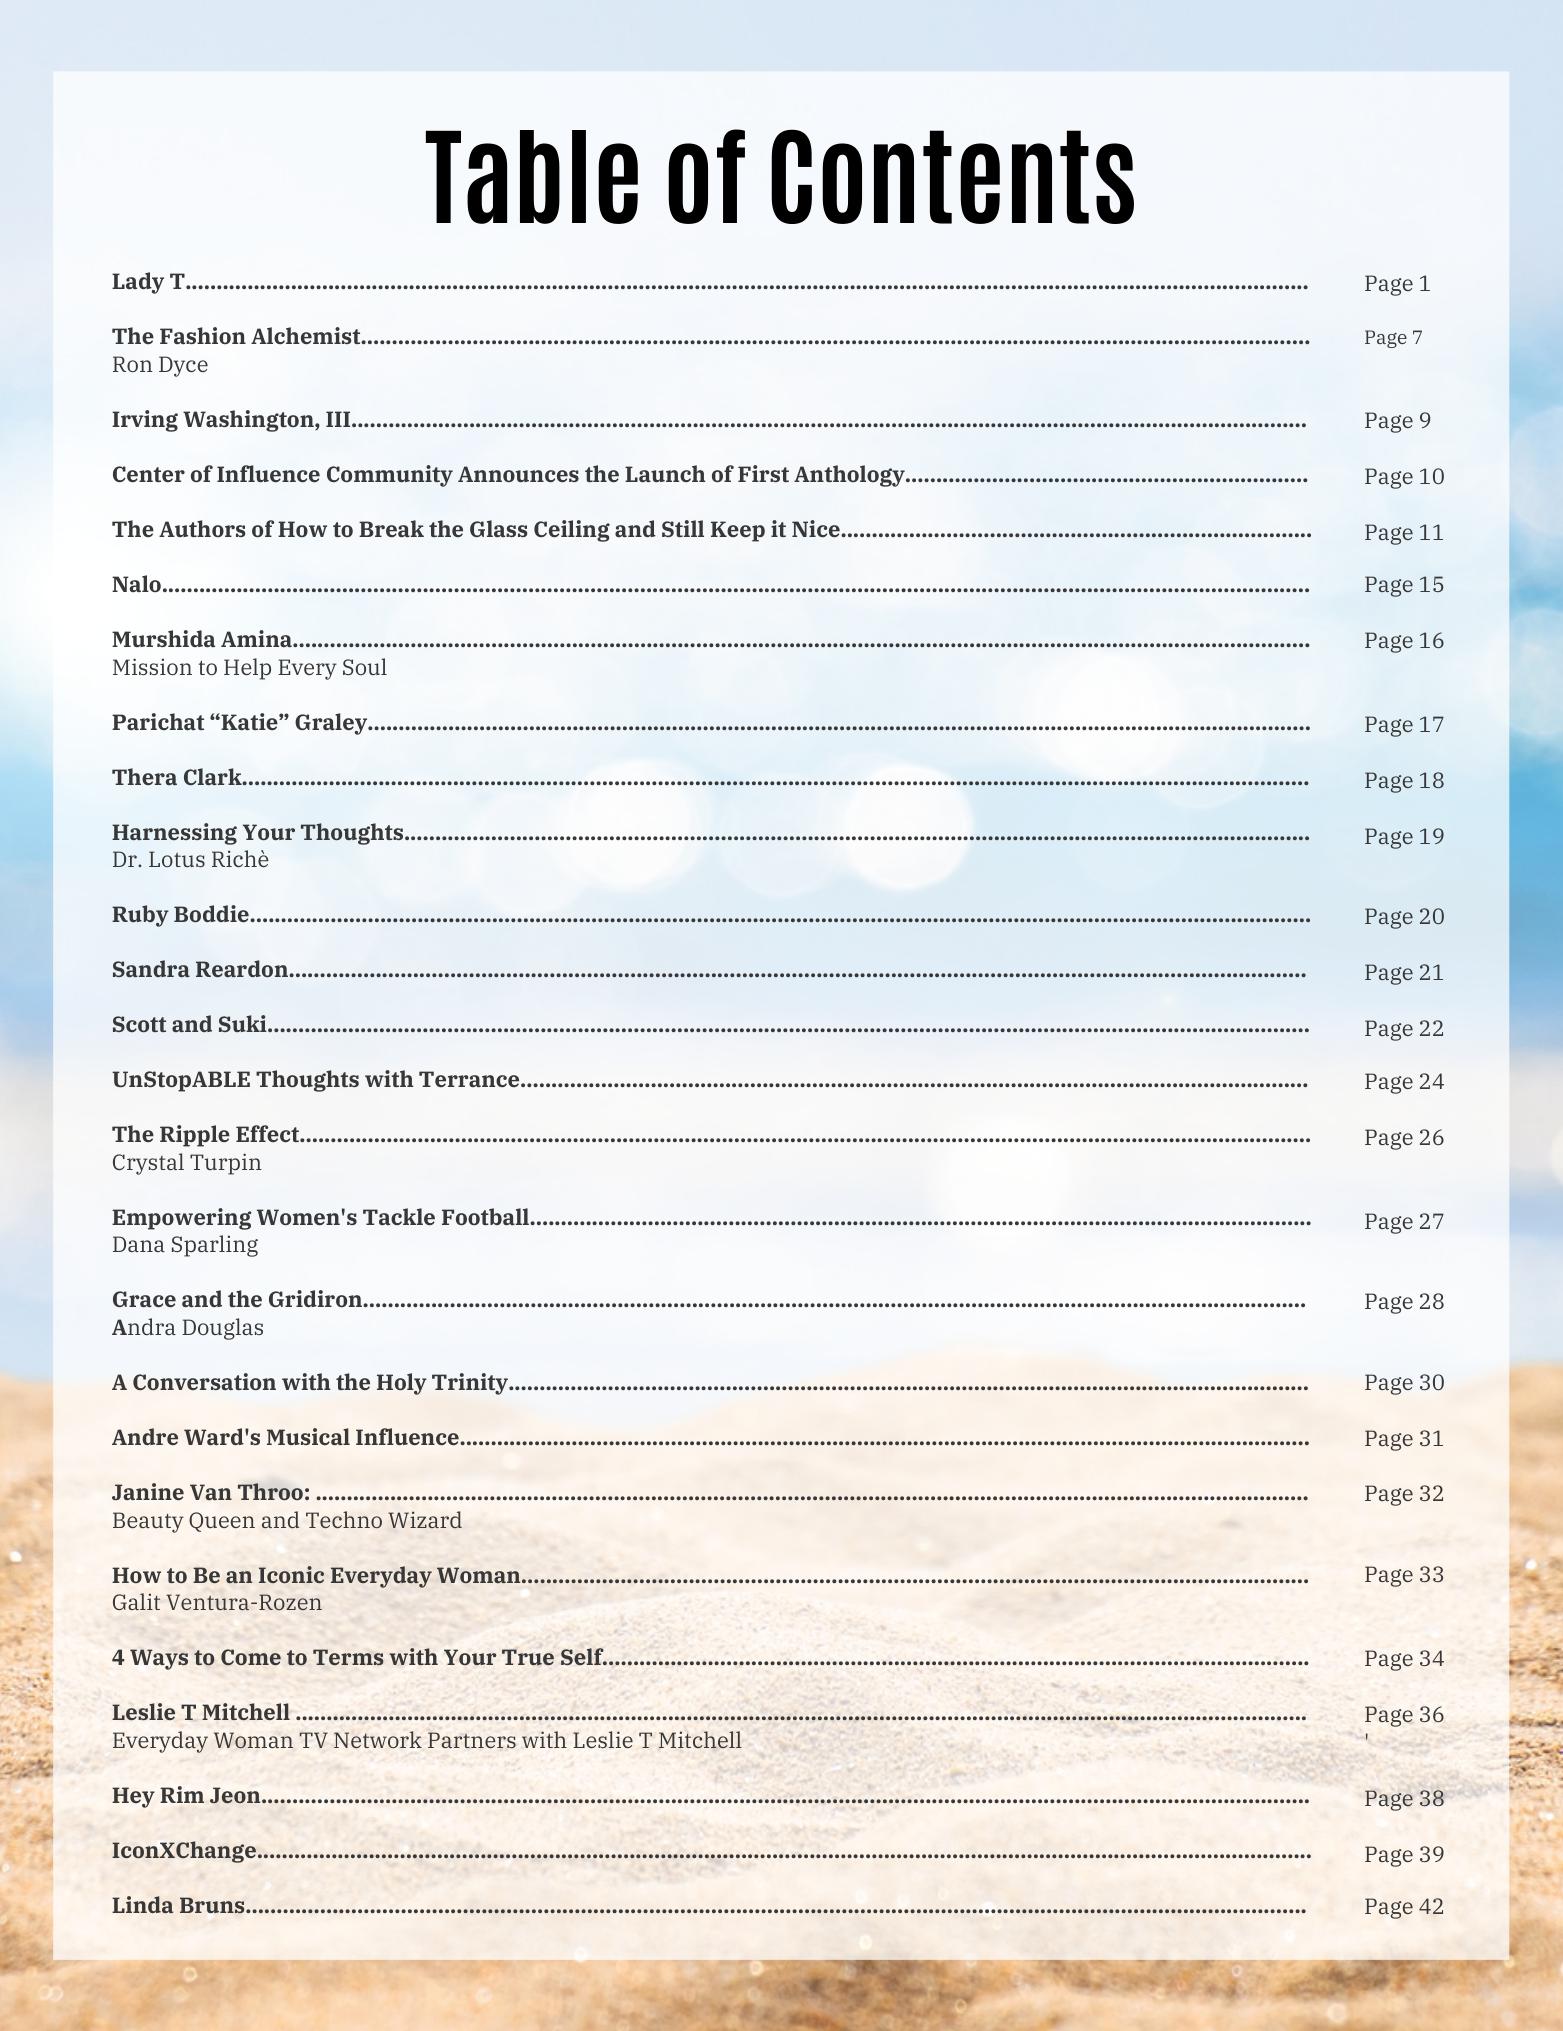 Table of Contents
Lady T.................................................. Page 1
The Fashion Alchemist.................................................. Page 7
Ron Dyce
Irving Washington, III.................................................. Page 9
Center of Influence Community Announces the Launch of First Anthology.................................................. Page 10
The Authors of How to Break the Glass Ceiling and Still Keep it Nice.................................................. Page 11
Nalo.................................................. Page 15
Murshida Amina.................................................. Page 16
Mission to Help Every Soul
Parichat “Katie” Graley.................................................. Page 17
Thera Clark.................................................. Page 18
Harnessing Your Thoughts.................................................. Page 19
Dr. Lotus Richè
Ruby Boddie.................................................. Page 20
Sandra Reardon.................................................. Page 21
Scott and Suki.................................................. Page 22
UnStopABLE Thoughts with Terrance.................................................. Page 24
The Ripple Effect.................................................. Page 26
Crystal Turpin
Empowering Women's Tackle Football.................................................. Page 27
Dana Sparling
Grace and the Gridiron.................................................. Page 28
Andra Douglas
A Conversation with the Holy Trinity.................................................. Page 30
Andre Ward's Musical Influence.................................................. Page 31
Janine Van Throo: .................................................. Page 32
Beauty Queen and Techno Wizard
How to Be an Iconic Everyday Woman.................................................. Page 33
Galit Ventura-Rozen
4 Ways to Come to Terms with Your True Self.................................................. Page 34
Leslie T Mitchell .................................................. Page 36
Everyday Woman TV Network Partners with Leslie T Mitchell '
Hey Rim Jeon.................................................. Page 38
IconXChange.................................................. Page 39
Linda Bruns.................................................. Page 42